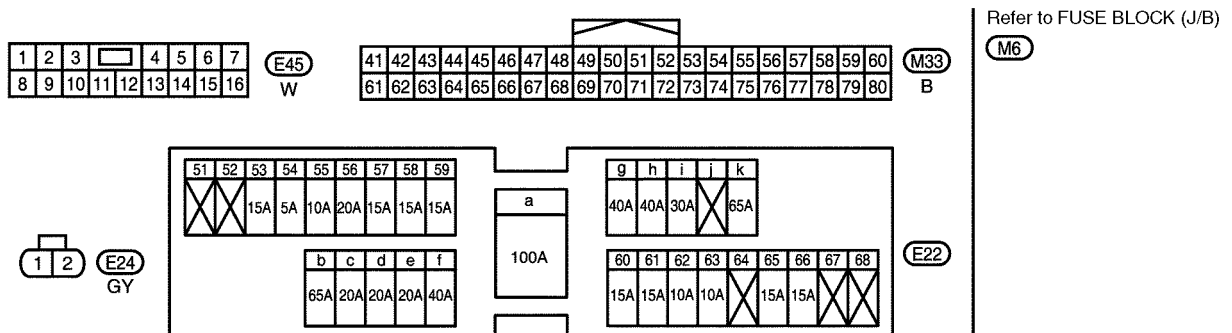 Refer to FUSE BLOCK (J/B)
M6
1 2 3 4 5 6 7
8 9 10 11 12 13 14 15 16
E45
W
41 42 43 44 45 46 47 48 49 50 51 52 53 54 55 56 57 58 59 60
61 62 63 64 65 66 67 68 69 70 71 72 73 74 75 76 77 78 79 80
M33
B
51 52 53 54 55 56 57 58 59
15A 5A 10A 20A 15A 15A 15A
a
100A
g h i j k
40A 40A 30A 65A
1 2
E24
GY
b c d e f
65A 20A 20A 20A 40A
60 61 62 63 64 65 66 67 68
15A 15A 10A 10A 15A 15A
E22